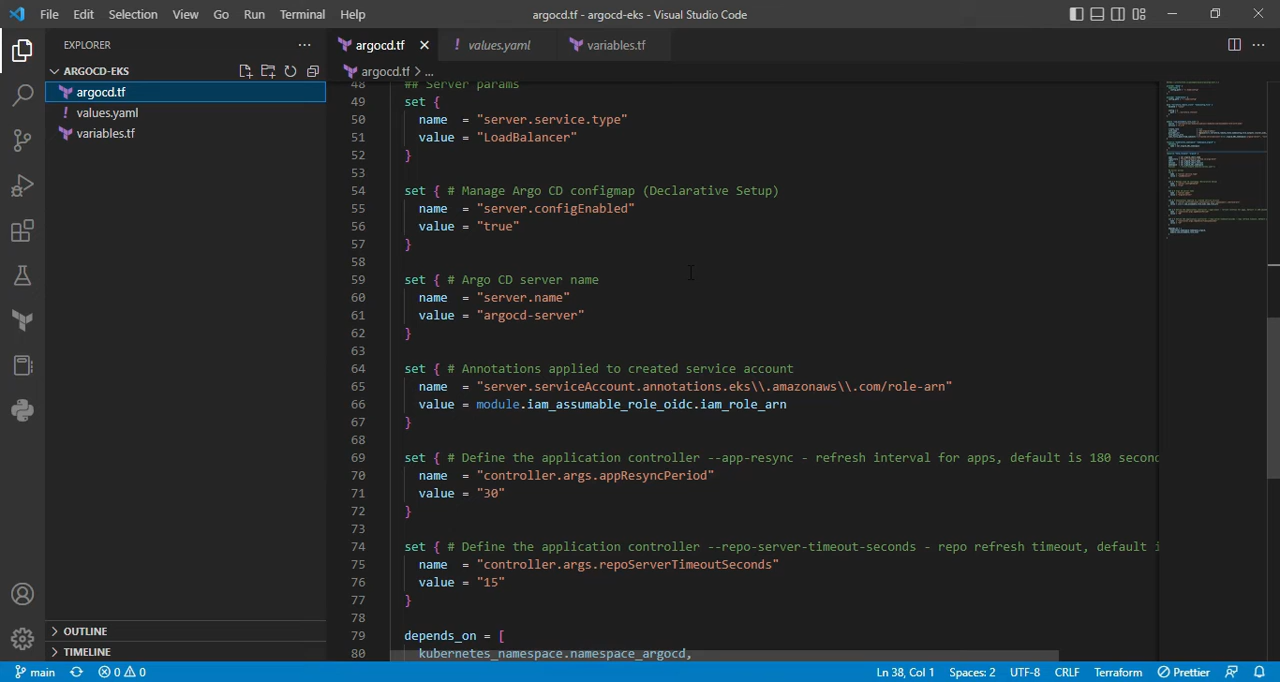 File Edit Selection View Go Run Terminal Help
argocd.tf - argocd-eks - Visual Studio Code
EXPLORER
ARGOCD-EKS
argocd.tf
values.yaml
variables.tf
OUTLINE
TIMELINE
argocd.tf
! values.yaml
variables.tf
argocd.tf > ...
48 ## Server params
49 set {
50 name = "server.service.type"
51 value = "LoadBalancer"
52 }
53
54 set { # Manage Argo CD configmap (Declarative Setup)
55 name = "server.configEnabled"
56 value = "true"
57 }
58
59 set { # Argo CD server name
60 name = "server.name"
61 value = "argocd-server"
62 }
63
64 set { # Annotations applied to created service account
65 name = "server.serviceAccount.annotations.eks\\.amazonaws\\.com/role-arn"
66 value = module.iam_assumable_role_oidc.iam_role_arn
67 }
68
69 set { # Define the application controller --app-resync - refresh interval for apps, default is 180 second
70 name = "controller.args.appResyncPeriod"
71 value = "30"
72 }
73
74 set { # Define the application controller --repo-server-timeout-seconds - repo refresh timeout, default i
75 name = "controller.args.repoServerTimeoutSeconds"
76 value = "15"
77 }
78
79 depends_on = [
80 kubernetes_namespace.namespace_argocd,
main 0 0 Ln 38, Col 1 Spaces: 2 UTF-8 CRLF Terraform Prettier